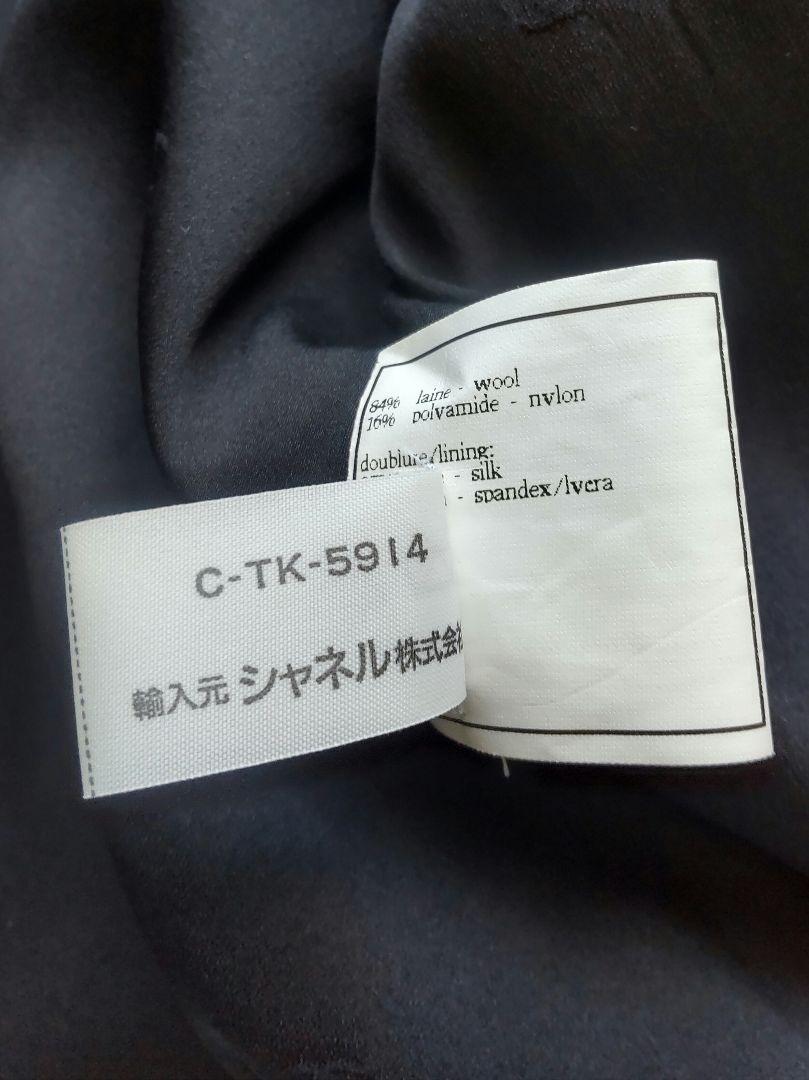 84% laine - wool
16% polyamide - nylon
doublure/lining:
- silk
- spandex/lycra
C-TK-5914
輸入元 シャネル株式会社